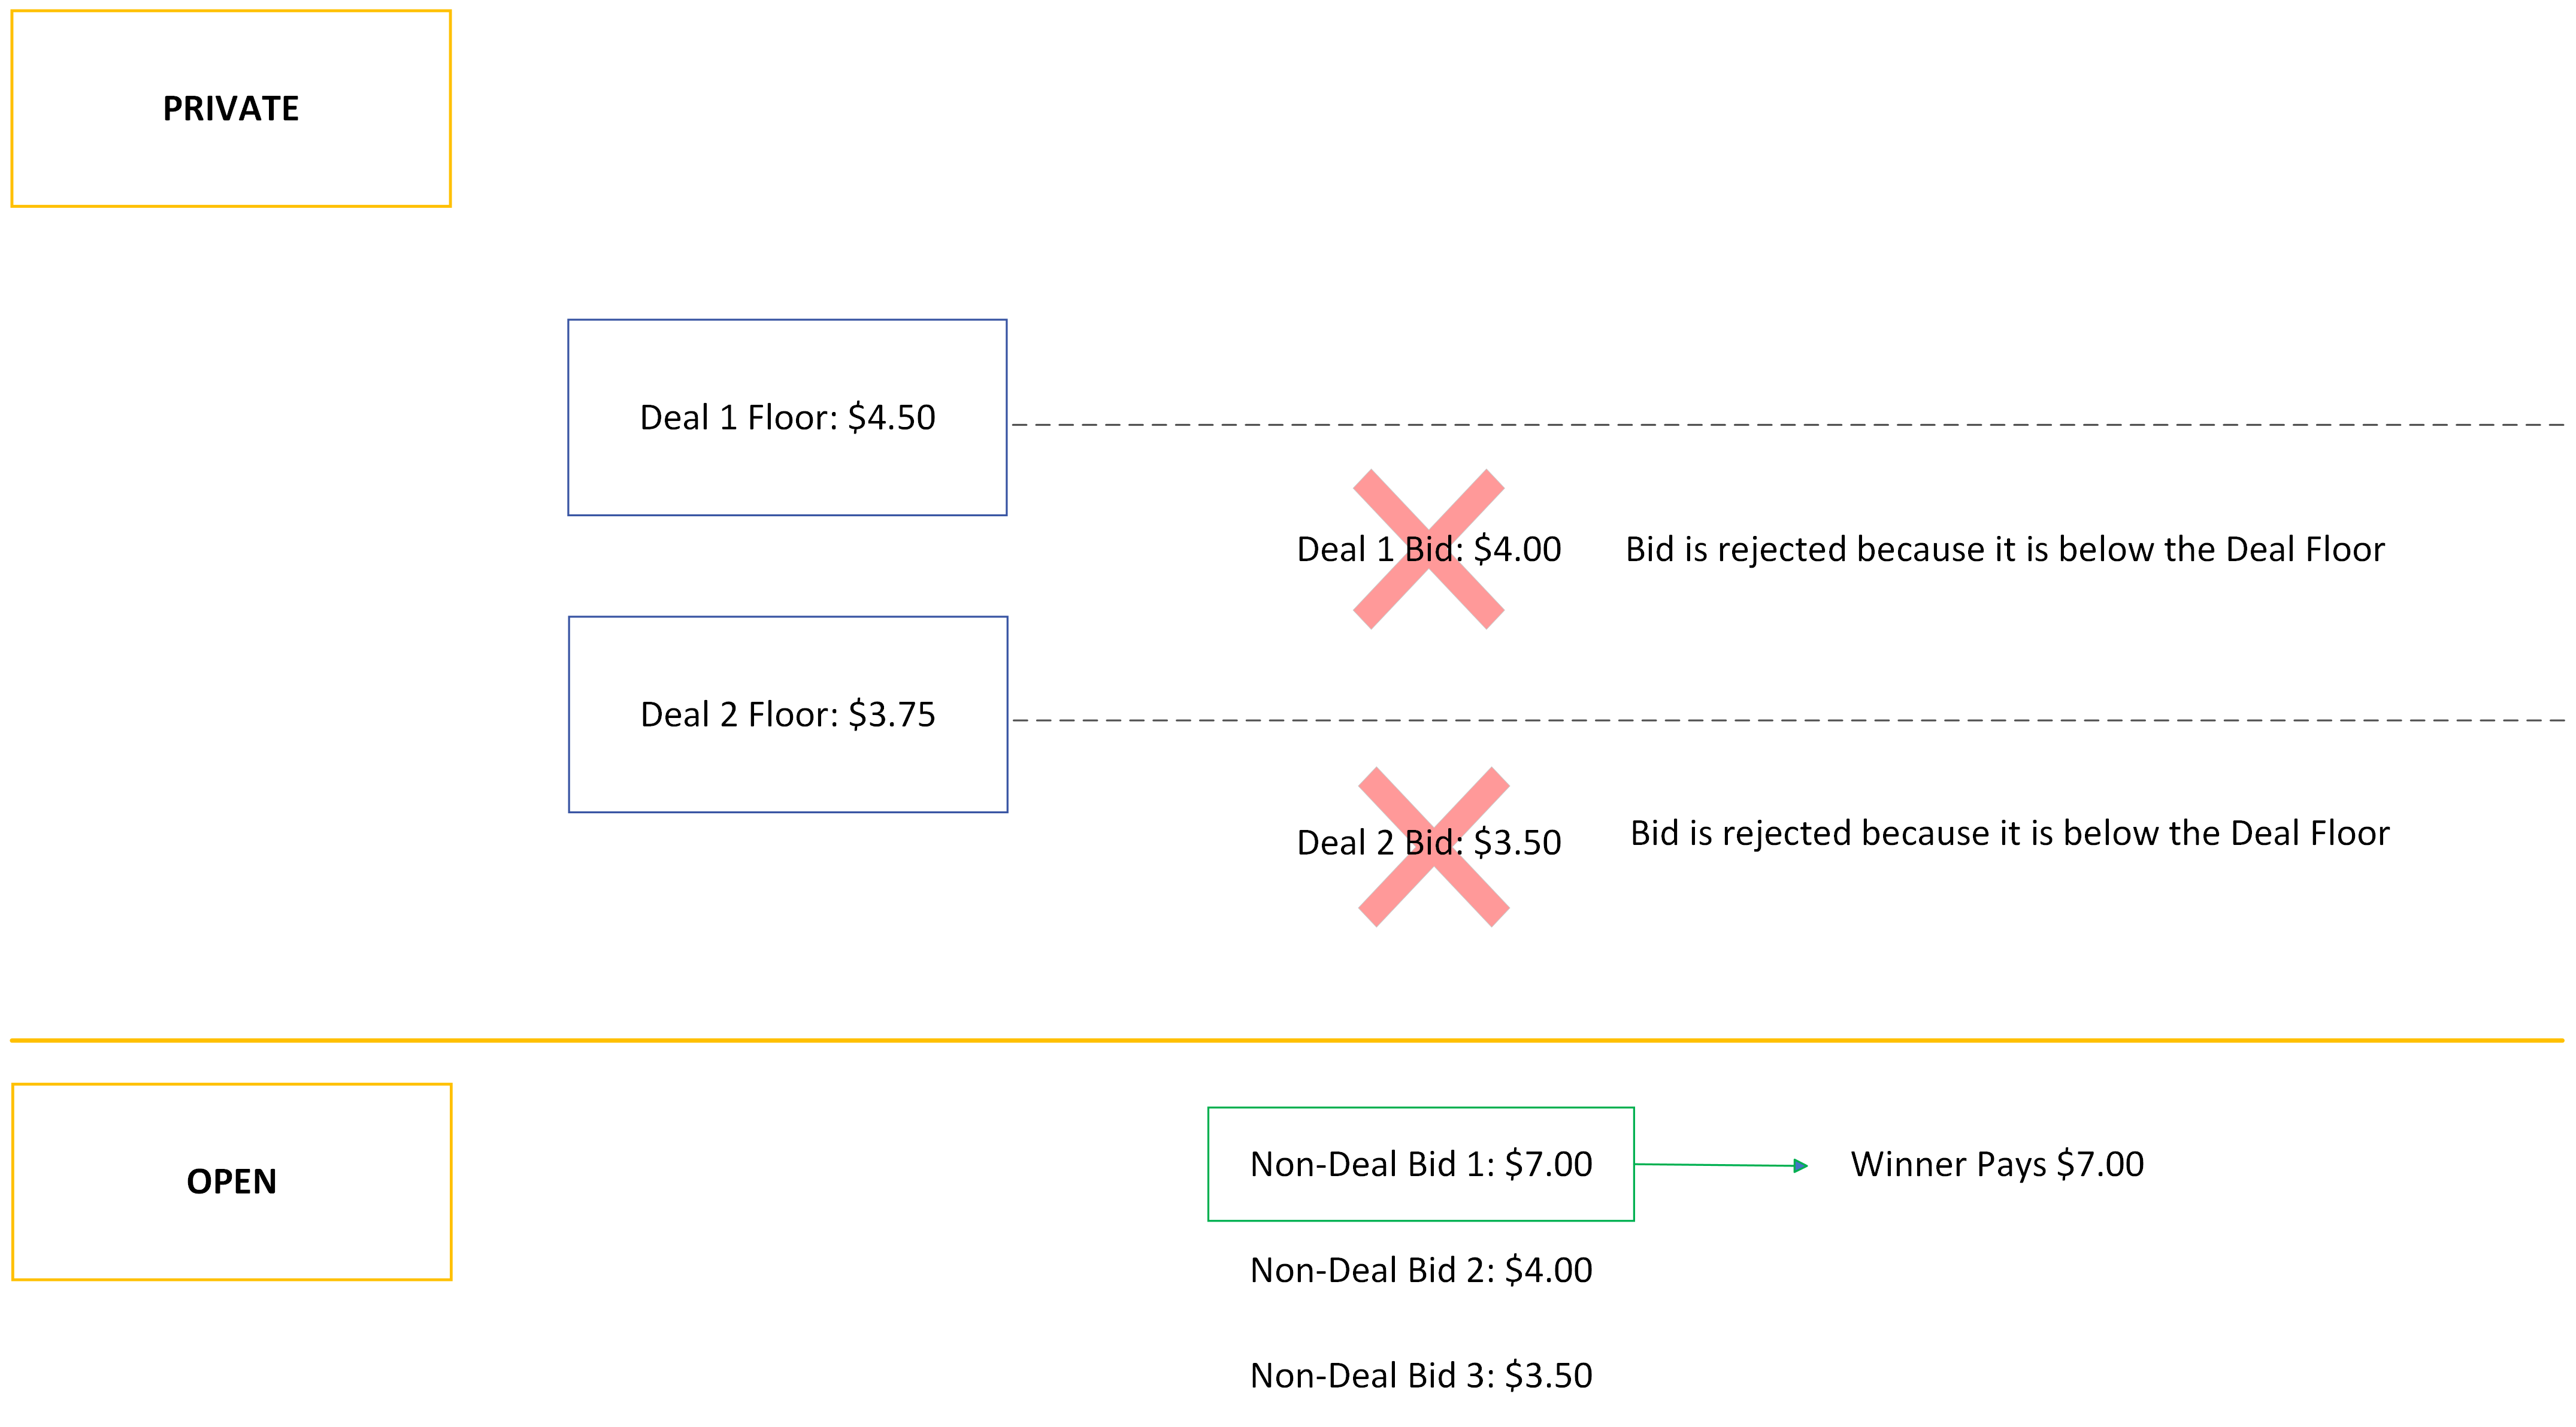 PRIVATE
Deal 1 Floor: $4.50
Deal 1 Bid: $4.00
Bid is rejected because it is below the Deal Floor
Deal 2 Floor: $3.75
Deal 2 Bid: $3.50
Bid is rejected because it is below the Deal Floor
OPEN
Non-Deal Bid 1: $7.00
Winner Pays $7.00
Non-Deal Bid 2: $4.00
Non-Deal Bid 3: $3.50